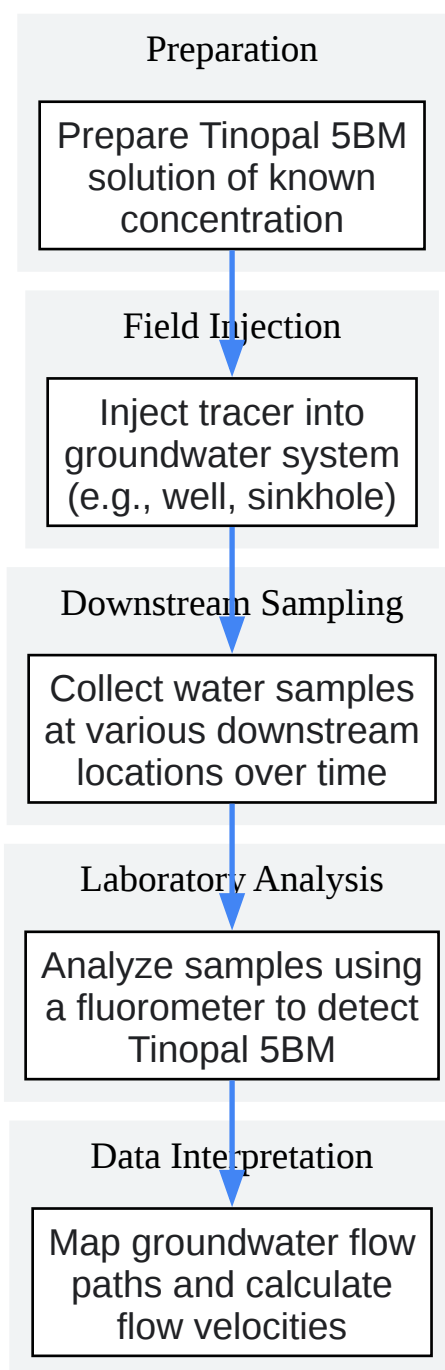 Preparation
Prepare Tinopal 5BM
solution of known
concentration
Field Injection
Inject tracer into
groundwater system
(e.g., well, sinkhole)
Downstream Sampling
Collect water samples
at various downstream
locations over time
Laboratory Analysis
Analyze samples using
a fluorometer to detect
Tinopal 5BM
Data Interpretation
Map groundwater flow
paths and calculate
flow velocities